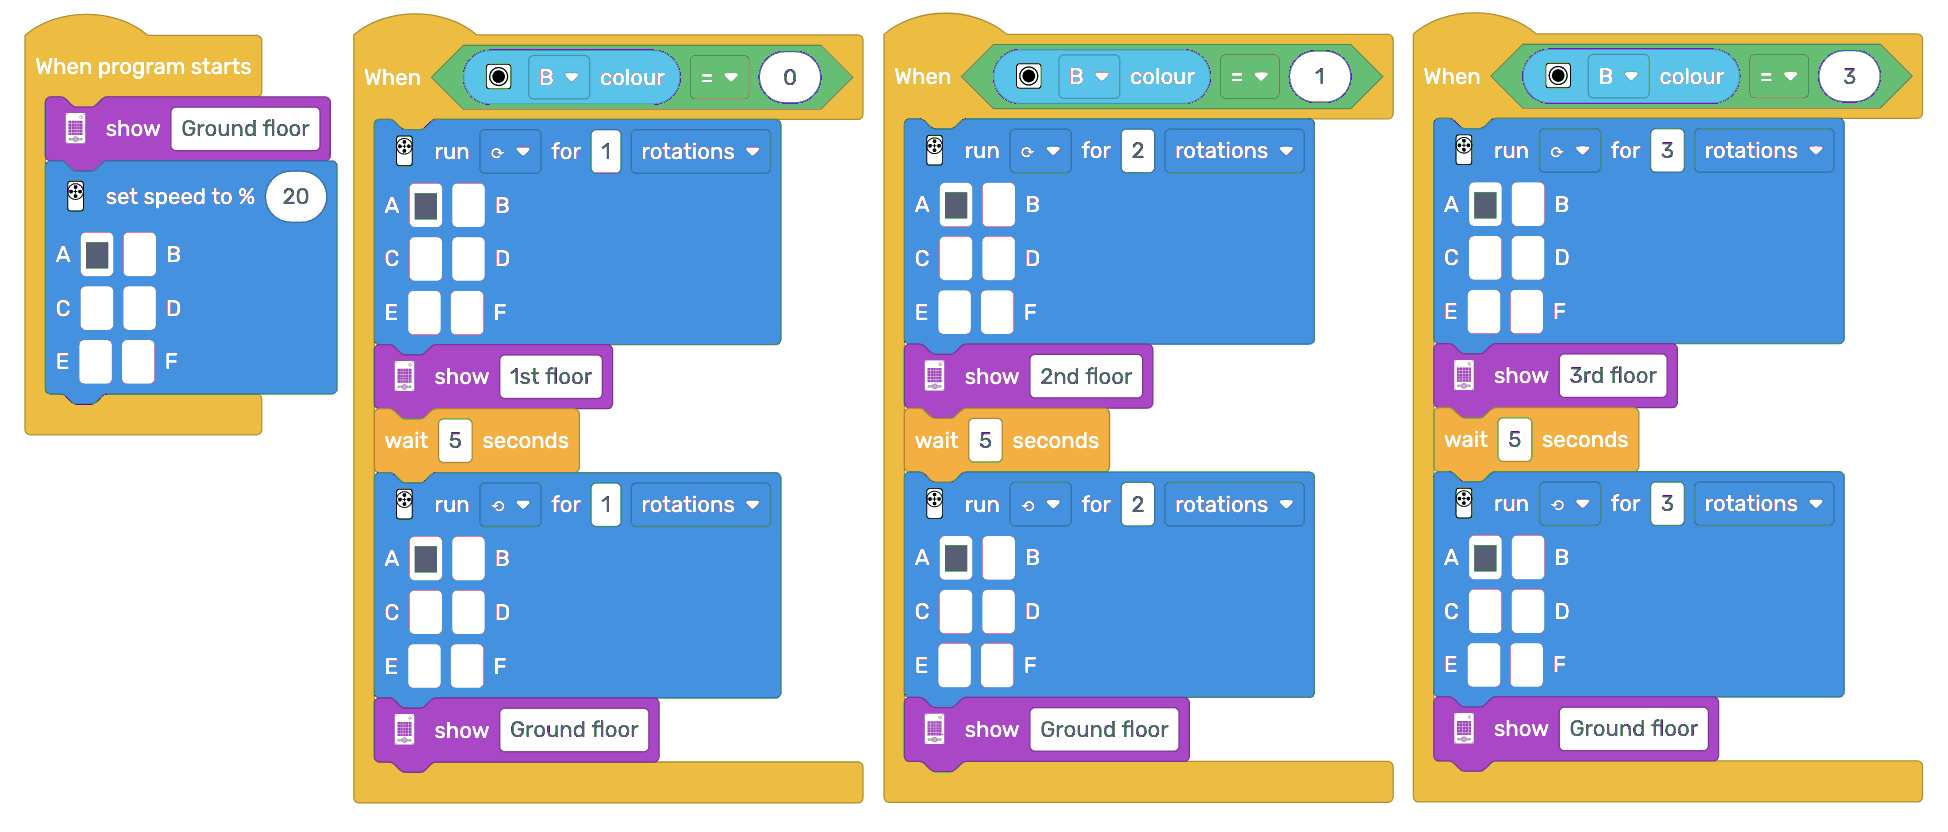 When program starts
show Ground floor
set speed to % 20
A B
C D
E F
When B colour = 0
run for 1 rotations
A B
C D
E F
show 1st floor
wait 5 seconds
run for 1 rotations
A B
C D
E F
show Ground floor
When B colour = 1
run for 2 rotations
A B
C D
E F
show 2nd floor
wait 5 seconds
run for 2 rotations
A B
C D
E F
show Ground floor
When B colour = 3
run for 3 rotations
A B
C D
E F
show 3rd floor
wait 5 seconds
run for 3 rotations
A B
C D
E F
show Ground floor